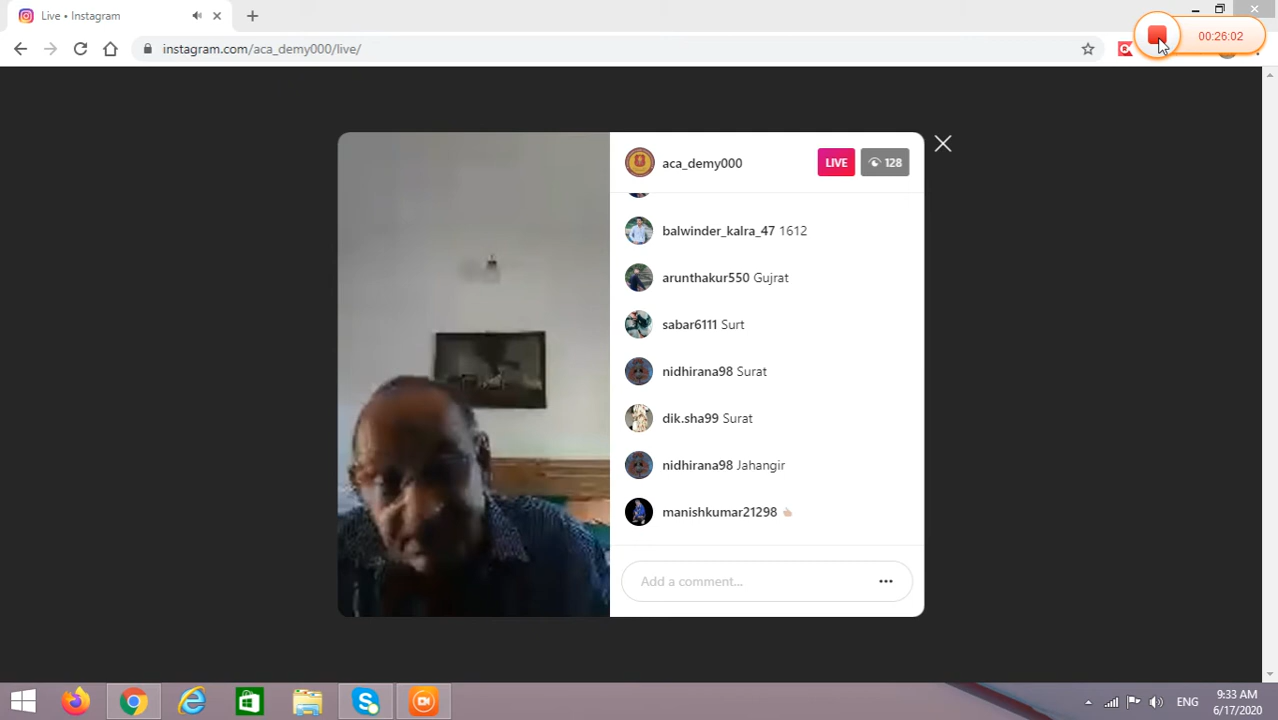 Live • Instagram
instagram.com/aca_demy000/live/
00:26:02
aca_demy000 LIVE 128
balwinder_kalra_47 1612
arunthakur550 Gujrat
sabar6111 Surt
nidhirana98 Surat
dik.sha99 Surat
nidhirana98 Jahangir
manishkumar21298
Add a comment...
ENG
9:33 AM
6/17/2020